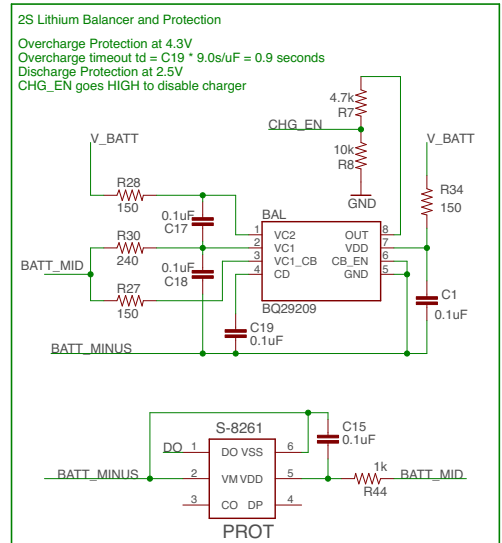 2S Lithium Balancer and Protection
Overcharge Protection at 4.3V
Overcharge timeout td = C19 * 9.0s/uF = 0.9 seconds
Discharge Protection at 2.5V
CHG_EN goes HIGH to disable charger
4.7k
R7
CHG_EN
10k
R8
GND
V_BATT
V_BATT
R28
150
R34
150
0.1uF
C17
BAL
1 VC2 OUT 8
2 VC1 VDD 7
3 VC1_CB CB_EN 6
4 CD GND 5
BQ29209
R30
240
BATT_MID
0.1uF
C18
R27
150
C1
0.1uF
C19
0.1uF
BATT_MINUS
S-8261
C15
0.1uF
DO 1 DO VSS 6
BATT_MINUS 2 VM VDD 5
3 CO DP 4
1k
R44
BATT_MID
PROT